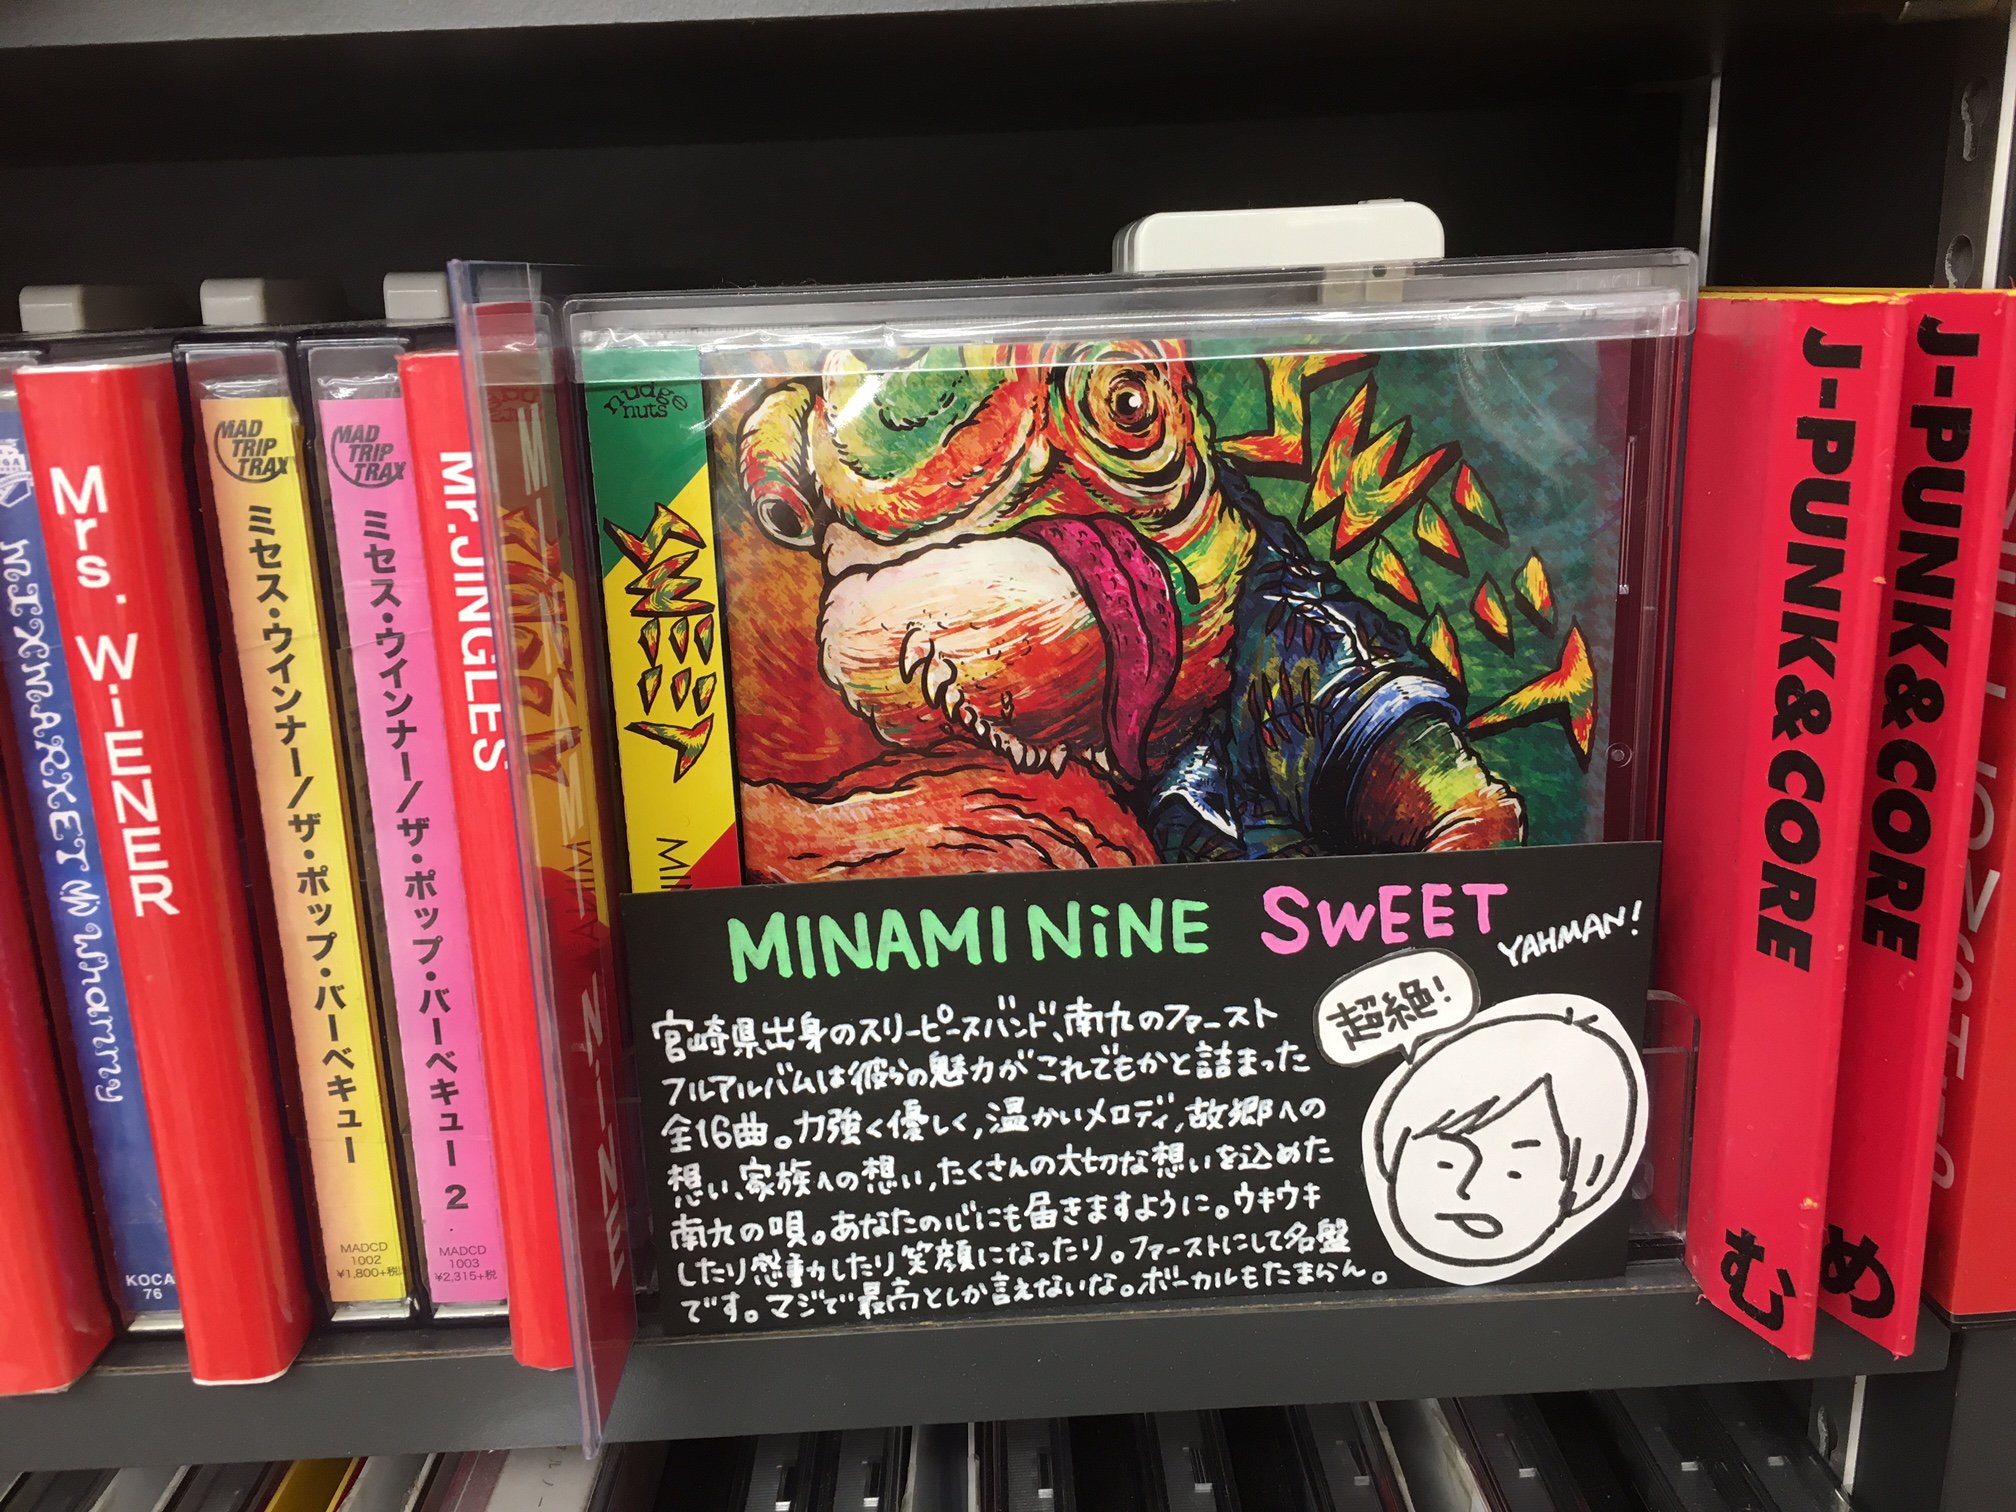 MIXMARKET Whanny
KOCA
76
Mrs. WiENER
MAD
TRIP
TRAX
ミセス・ウインナー/ザ・ポップ・バーベキュー
MADCD
1002
¥1,800+税
MAD
TRIP
TRAX
ミセス・ウインナー/ザ・ポップ・バーベキュー 2
MADCD
1003
¥2,315+税
Mr.JiNGLES
nudge
nuts
MINAMI NiNE SWEET
YAHMAN!
超絶!
宮崎県出身のスリーピースバンド、南九のファースト
フルアルバムは彼らの魅力がこれでもかと詰まった
全16曲。力強く優しく,温かいメロディ,故郷への
想い、家族への想い,たくさんの大切な想いを込めた
南九の唄。あなたの心にも届きますように。ウキウキ
したり感動したり笑顔になったり。ファーストにして名盤
です。マジで最高としか言えないな。ボーカルもたまらん。
J-PUNK&CORE
む
J-PUNK&CORE
め